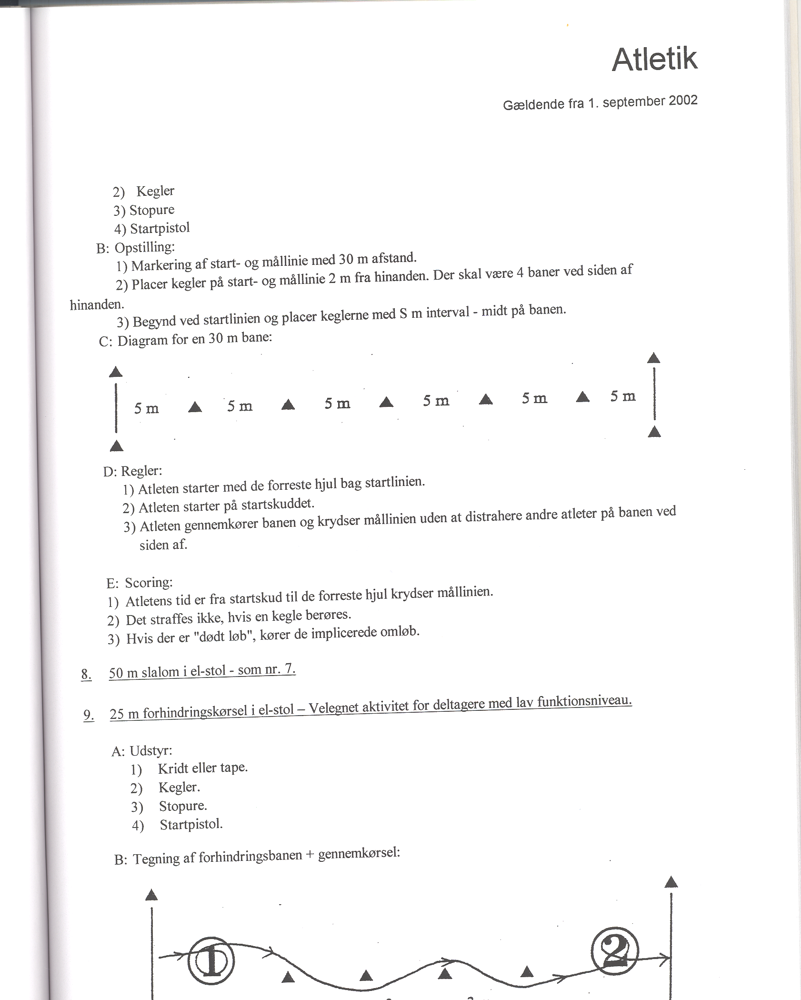 Atletik
Gældende fra 1. september 2002
2) Kegler
3) Stopure
4) Startpistol
B: Opstilling:
1) Markering af start- og mållinie med 30 m afstand.
2) Placer kegler på start- og mållinie 2 m fra hinanden. Der skal være 4 baner ved siden af
hinanden.
3) Begynd ved startlinien og placer keglerne med S m interval - midt på banen.
C: Diagram for en 30 m bane:
5 m 5 m 5 m 5 m 5 m 5 m
D: Regler:
1) Atleten starter med de forreste hjul bag startlinien.
2) Atleten starter på startskuddet.
3) Atleten gennemkører banen og krydser mållinien uden at distrahere andre atleter på banen ved
siden af.
E: Scoring:
1) Atletens tid er fra startskud til de forreste hjul krydser mållinien.
2) Det straffes ikke, hvis en kegle berøres.
3) Hvis der er "dødt løb", kører de implicerede omløb.
8. 50 m slalom i el-stol - som nr. 7.
9. 25 m forhindringskørsel i el-stol – Velegnet aktivitet for deltagere med lav funktionsniveau.
A: Udstyr:
1) Kridt eller tape.
2) Kegler.
3) Stopure.
4) Startpistol.
B: Tegning af forhindringsbanen + gennemkørsel:
1 2